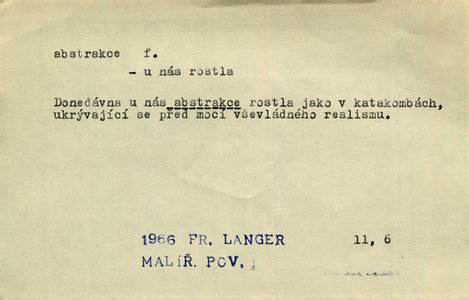 abstrakce f.
- u nás rostla
Donedávna u nás abstrakce rostla jako v katakombách,
ukrývající se před mocí vševládného realismu.
1966 FR. LANGER 11, 6
MALÍŘ. POV.